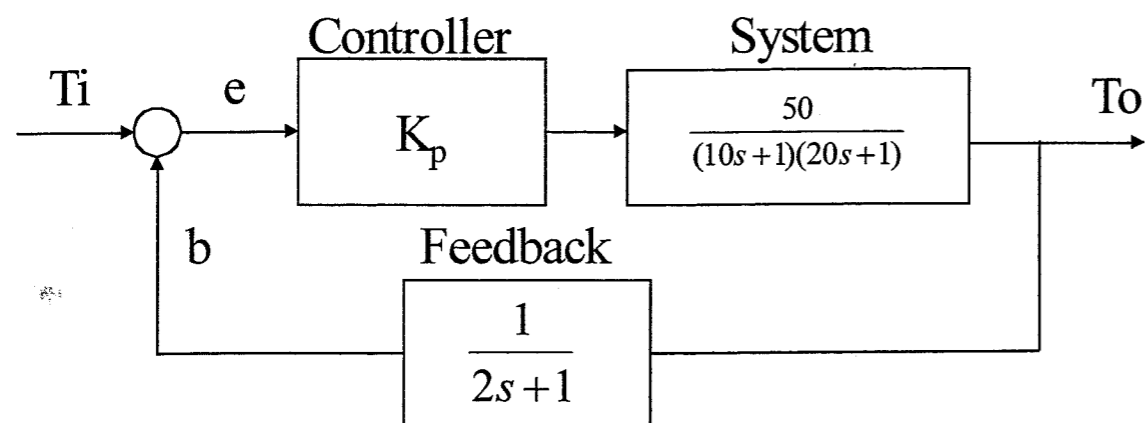 Controller
System
Ti
e
To
K_p
50
(10s+1)(20s+1)
b
Feedback
1
2s+1